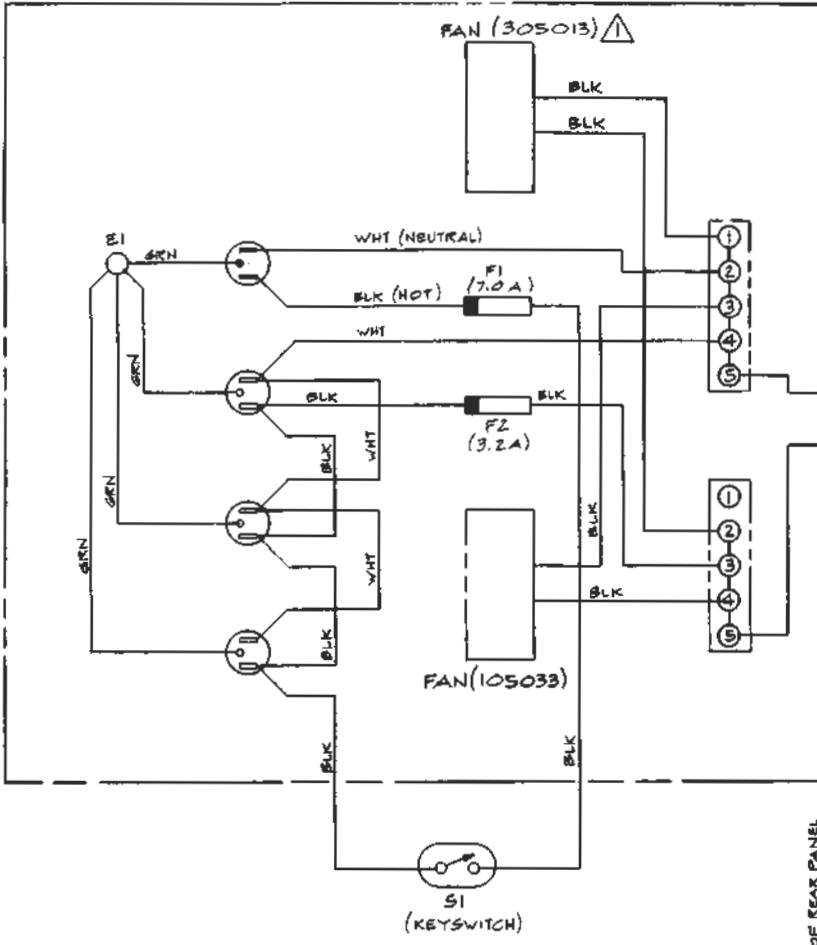 FAN (305013) 1
BLK
BLK
E1
GRN
WHT (NEUTRAL)
1
F1
(7.0 A)
2
BLK (HOT)
3
WHT
4
GRN
5
BLK
BLK
F2
(3.2A)
WHT
BLK
GRN
1
BLK
2
GRN
WHT
3
BLK
4
BLK
5
FAN(105033)
BLK
BLK
S1
(KEYSWITCH)
OF REAR PANEL